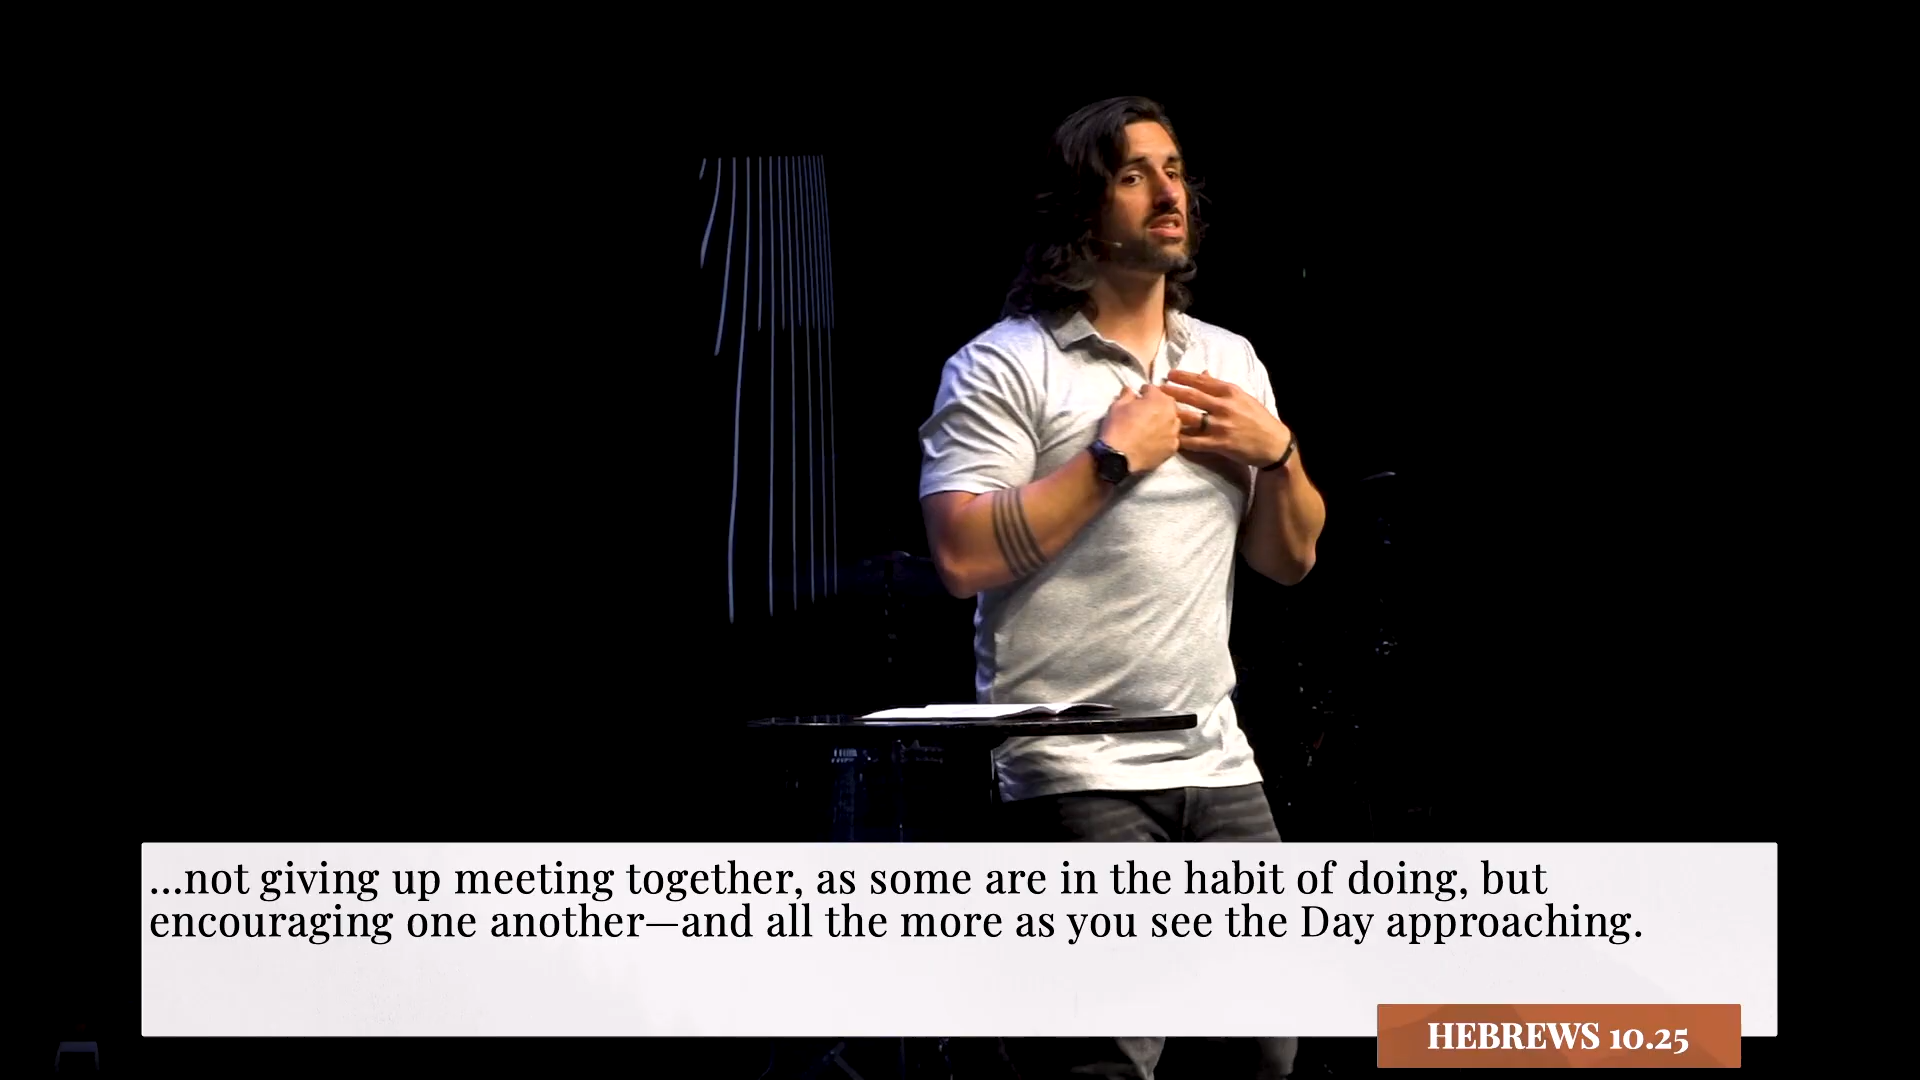 ...not giving up meeting together, as some are in the habit of doing, but
encouraging one another—and all the more as you see the Day approaching.
HEBREWS 10.25